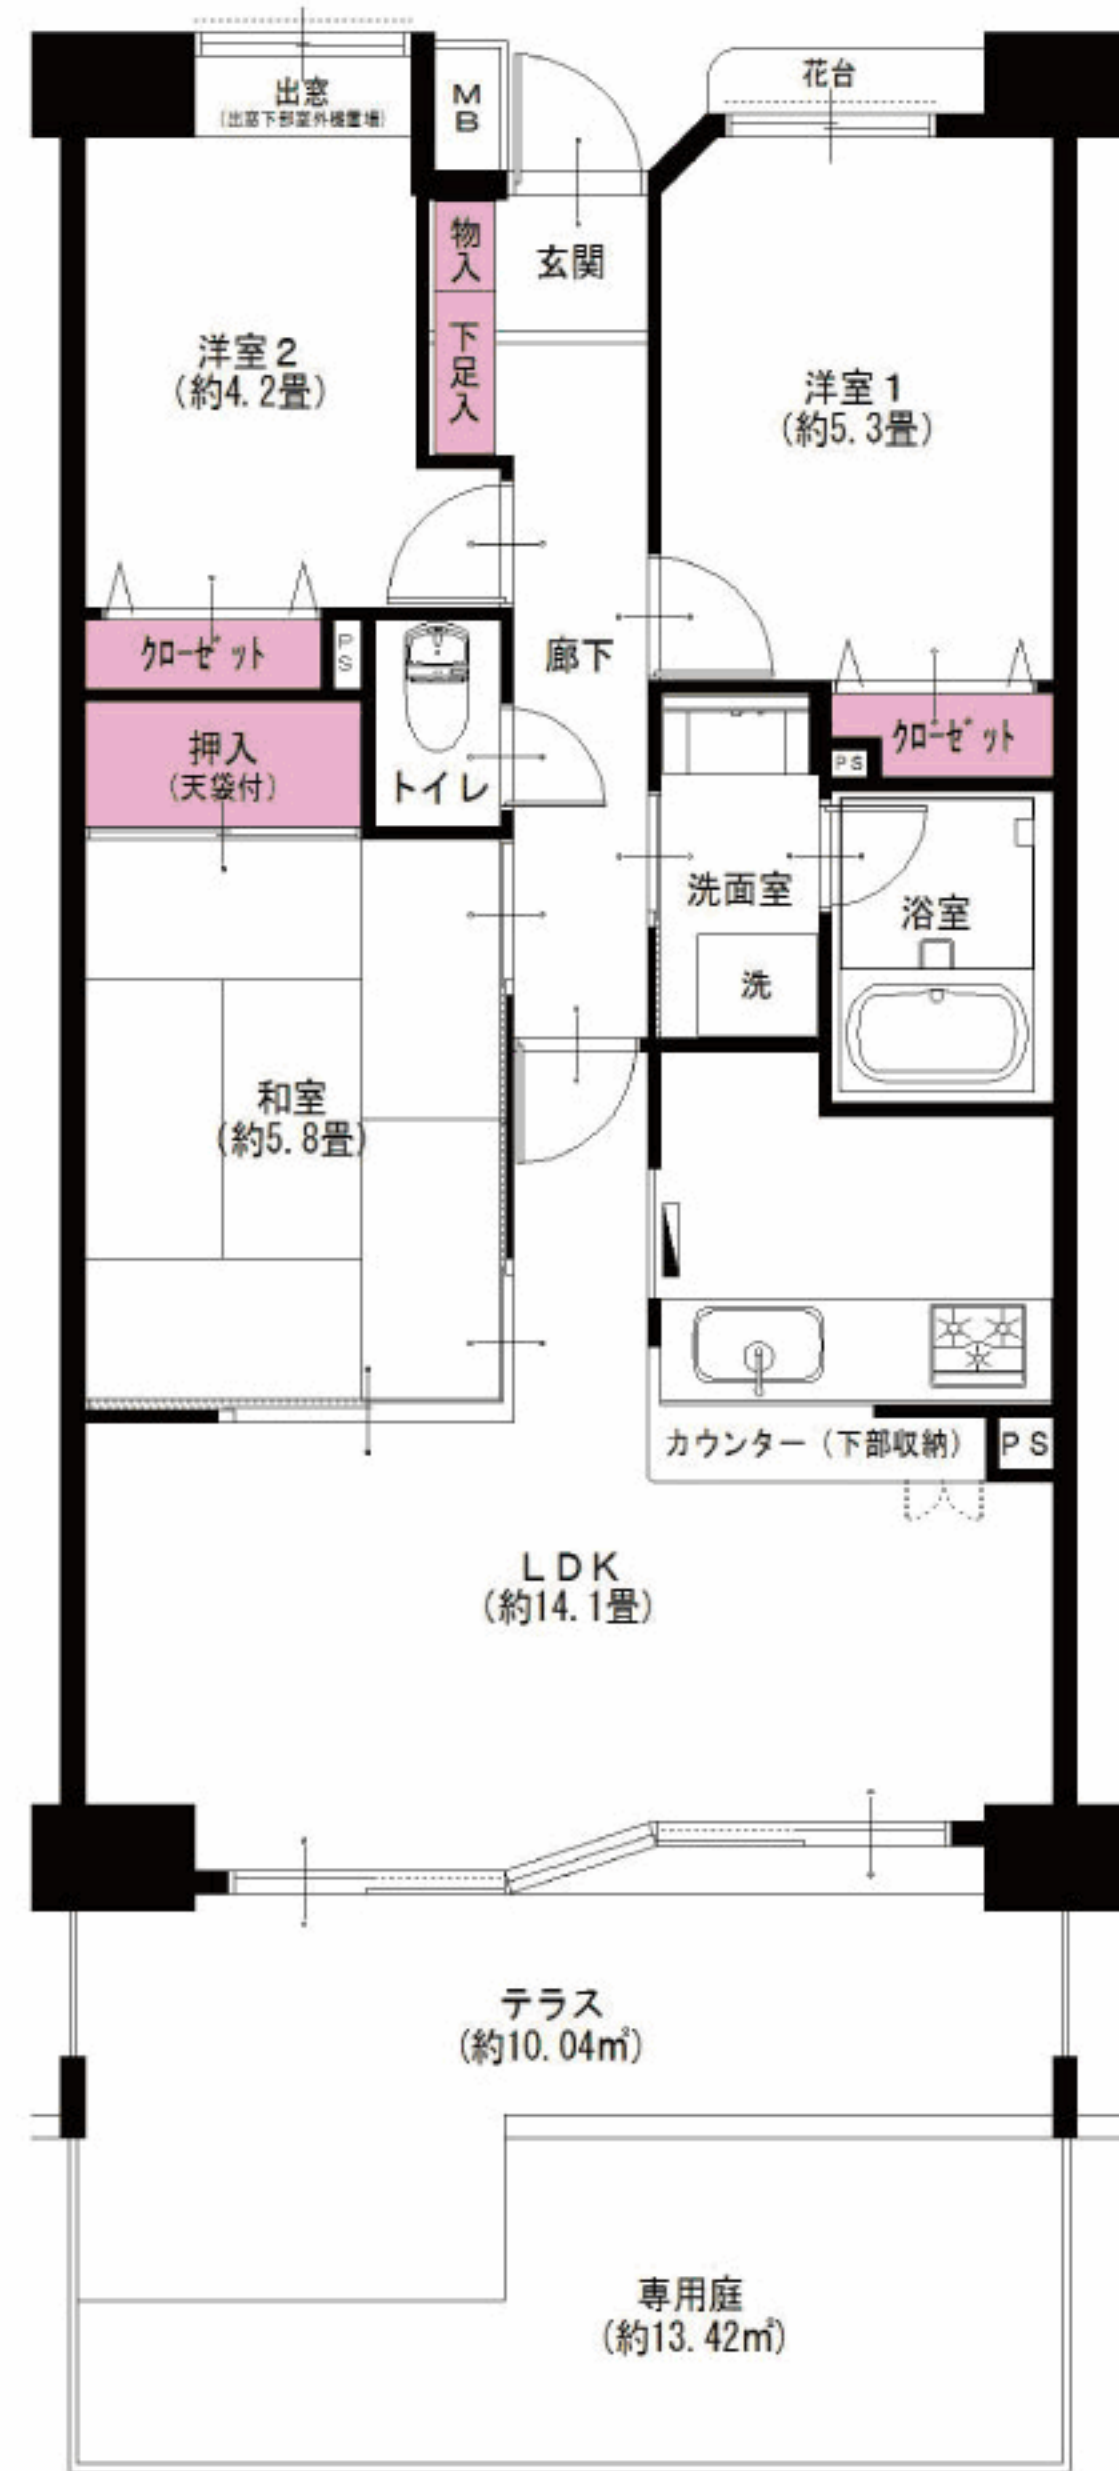 出窓
(出窓下部室外機置場)
MB
花台
物入
玄関
下足入
洋室2
(約4.2畳)
洋室1
(約5.3畳)
クローゼット
PS
廊下
トイレ
押入
(天袋付)
クローゼット
PS
洗面室
浴室
洗
和室
(約5.8畳)
カウンター(下部収納)
PS
LDK
(約14.1畳)
テラス
(約10.04㎡)
専用庭
(約13.42㎡)